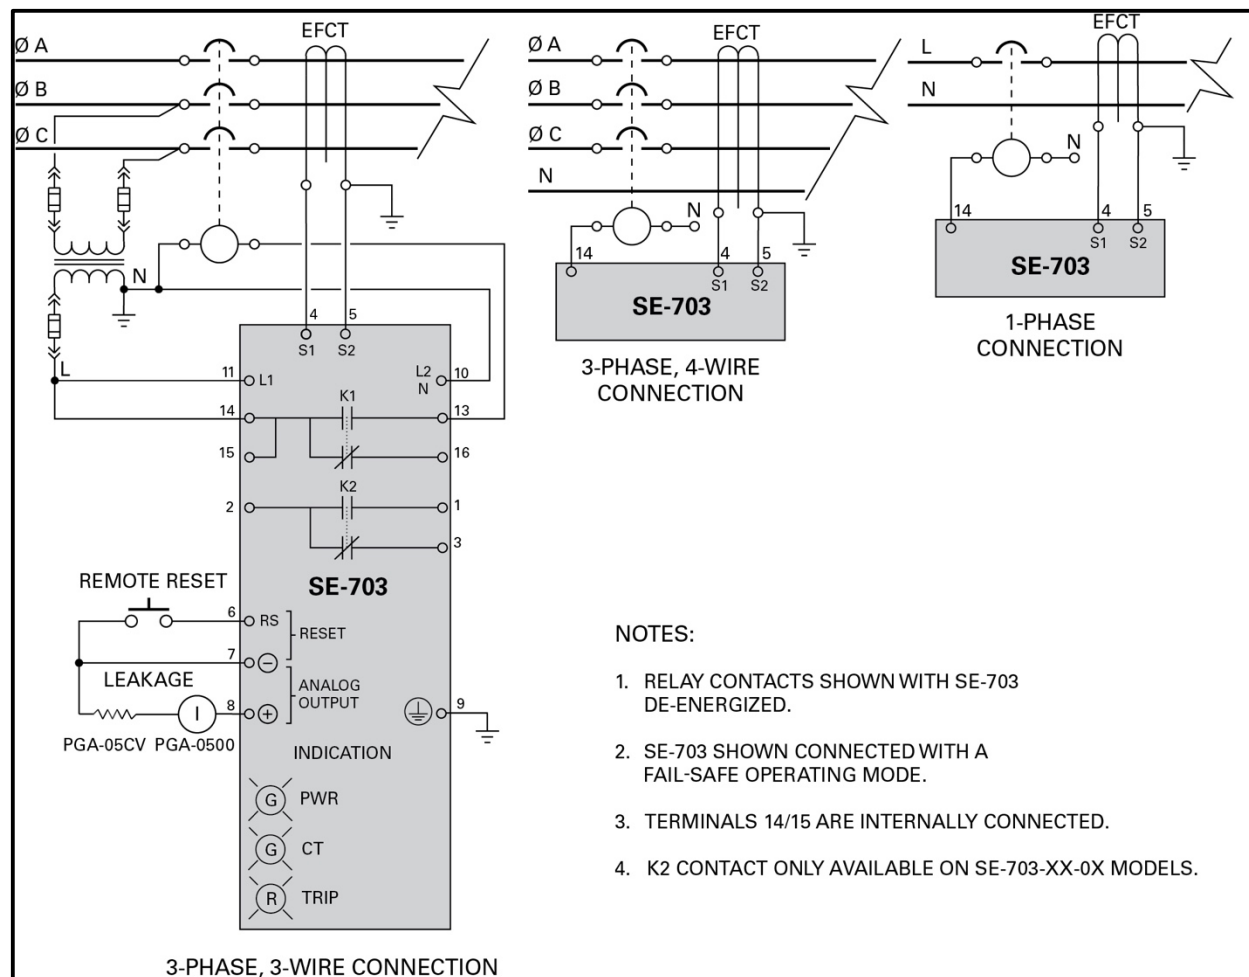 EFCT
Ø A
Ø B
Ø C
N
L
4 5
S1 S2
11 L1
L2 10
N
K1
14 13
15 16
K2
2 1
3
SE-703
REMOTE RESET
6 RS
RESET
7 −
LEAKAGE
ANALOG
OUTPUT
I 8 +
9
PGA-05CV PGA-0500
INDICATION
G PWR
G CT
R TRIP
3-PHASE, 3-WIRE CONNECTION
EFCT
Ø A
Ø B
Ø C
N
N
14 4 5
S1 S2
SE-703
3-PHASE, 4-WIRE
CONNECTION
EFCT
L
N
N
14 4 5
S1 S2
SE-703
1-PHASE
CONNECTION
NOTES:
1. RELAY CONTACTS SHOWN WITH SE-703
DE-ENERGIZED.
2. SE-703 SHOWN CONNECTED WITH A
FAIL-SAFE OPERATING MODE.
3. TERMINALS 14/15 ARE INTERNALLY CONNECTED.
4. K2 CONTACT ONLY AVAILABLE ON SE-703-XX-0X MODELS.